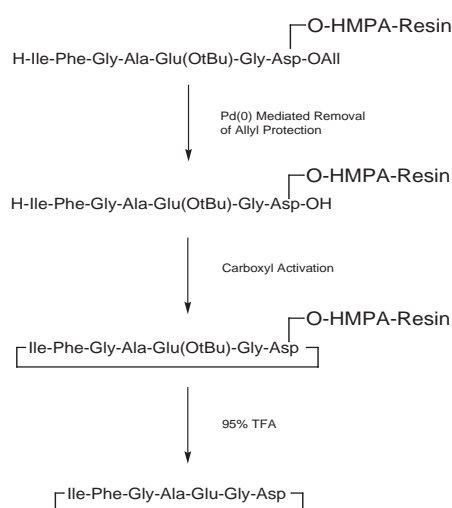 O-HMPA-Resin
H-Ile-Phe-Gly-Ala-Glu(OtBu)-Gly-Asp-OAll
Pd(0) Mediated Removal
of Allyl Protection
O-HMPA-Resin
H-Ile-Phe-Gly-Ala-Glu(OtBu)-Gly-Asp-OH
Carboxyl Activation
O-HMPA-Resin
Ile-Phe-Gly-Ala-Glu(OtBu)-Gly-Asp
95% TFA
Ile-Phe-Gly-Ala-Glu-Gly-Asp